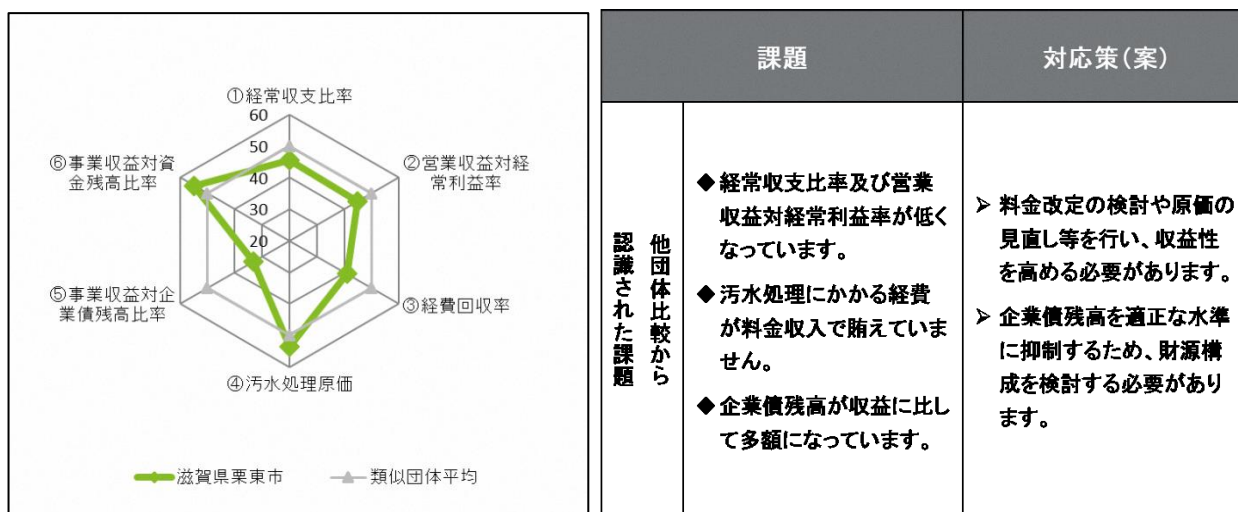 ①経常収支比率
60
50
40
30
20
②営業収益対経
常利益率
③経費回収率
④汚水処理原価
⑤事業収益対企
業債残高比率
⑥事業収益対資
金残高比率
滋賀県栗東市
類似団体平均
課題
対応策(案)
他団体比較から
認識された課題
◆経常収支比率及び営業
収益対経常利益率が低く
なっています。
◆汚水処理にかかる経費
が料金収入で賄えていま
せん。
◆企業債残高が収益に比し
て多額になっています。
➢ 料金改定の検討や原価の
見直し等を行い、収益性
を高める必要があります。
➢ 企業債残高を適正な水準
に抑制するため、財源構
成を検討する必要があり
ます。